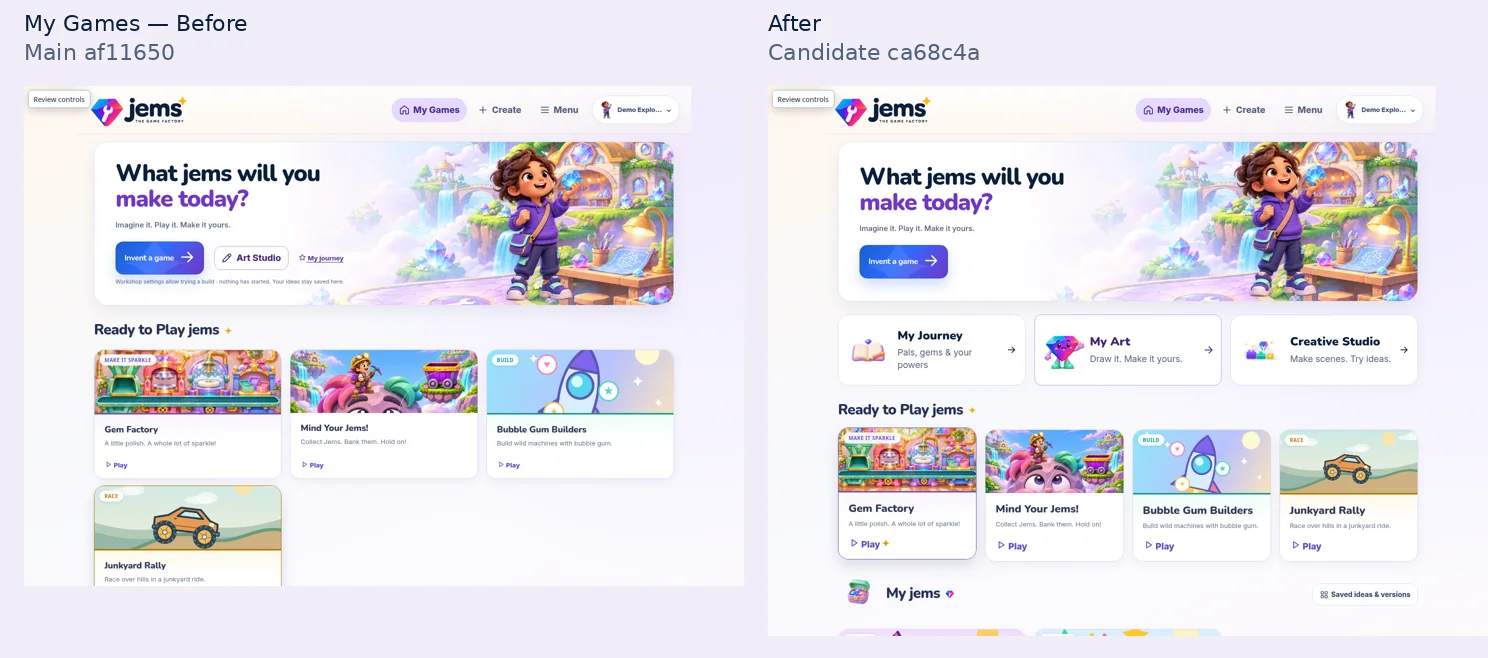 My Games — Before
Main af11650
Review controls
jems
THE GAME FACTORY
My Games
Create
Menu
Demo Explo...
What jems will you
make today?
Imagine it. Play it. Make it yours.
Invent a game
Art Studio
My journey
Workshop settings allow trying a build · nothing has started. Your ideas stay saved here.
Ready to Play jems
MAKE IT SPARKLE
Gem Factory
A little polish. A whole lot of sparkle!
Play
Mind Your Jems!
Collect Jems. Bank them. Hold on!
Play
BUILD
Bubble Gum Builders
Build wild machines with bubble gum.
Play
RACE
Junkyard Rally
Race over hills in a junkyard ride.
After
Candidate ca68c4a
Review controls
jems
THE GAME FACTORY
My Games
Create
Menu
Demo Explo...
What jems will you
make today?
Imagine it. Play it. Make it yours.
Invent a game
My Journey
Pals, gems & your
powers
My Art
Draw it. Make it yours.
Creative Studio
Make scenes. Try ideas.
Ready to Play jems
MAKE IT SPARKLE
Gem Factory
A little polish. A whole lot of sparkle!
Play
Mind Your Jems!
Collect Jems. Bank them. Hold on!
Play
BUILD
Bubble Gum Builders
Build wild machines with bubble gum.
Play
RACE
Junkyard Rally
Race over hills in a junkyard ride.
Play
My jems
Saved ideas & versions